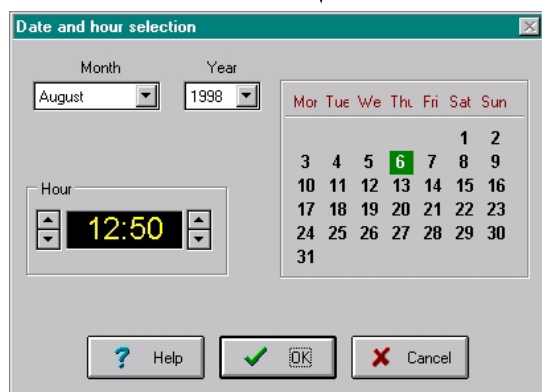 Date and hour selection
Month Year
August 1998
Mor Tue We Thu Fri Sat Sun
1 2
3 4 5 6 7 8 9
10 11 12 13 14 15 16
17 18 19 20 21 22 23
24 25 26 27 28 29 30
31
Hour
12:50
? Help OK Cancel